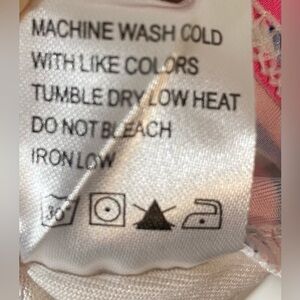 MACHINE WASH COLD
WITH LIKE COLORS
TUMBLE DRY LOW HEAT
DO NOT BLEACH
IRON LOW
30°